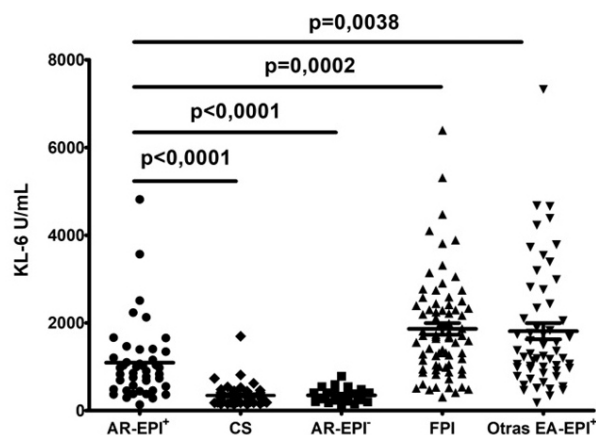 p=0,0038
p=0,0002
p<0,0001
p<0,0001
KL-6 U/mL
8000
6000
4000
2000
0
AR-EPI⁺ CS AR-EPI⁻ FPI Otras EA-EPI⁺